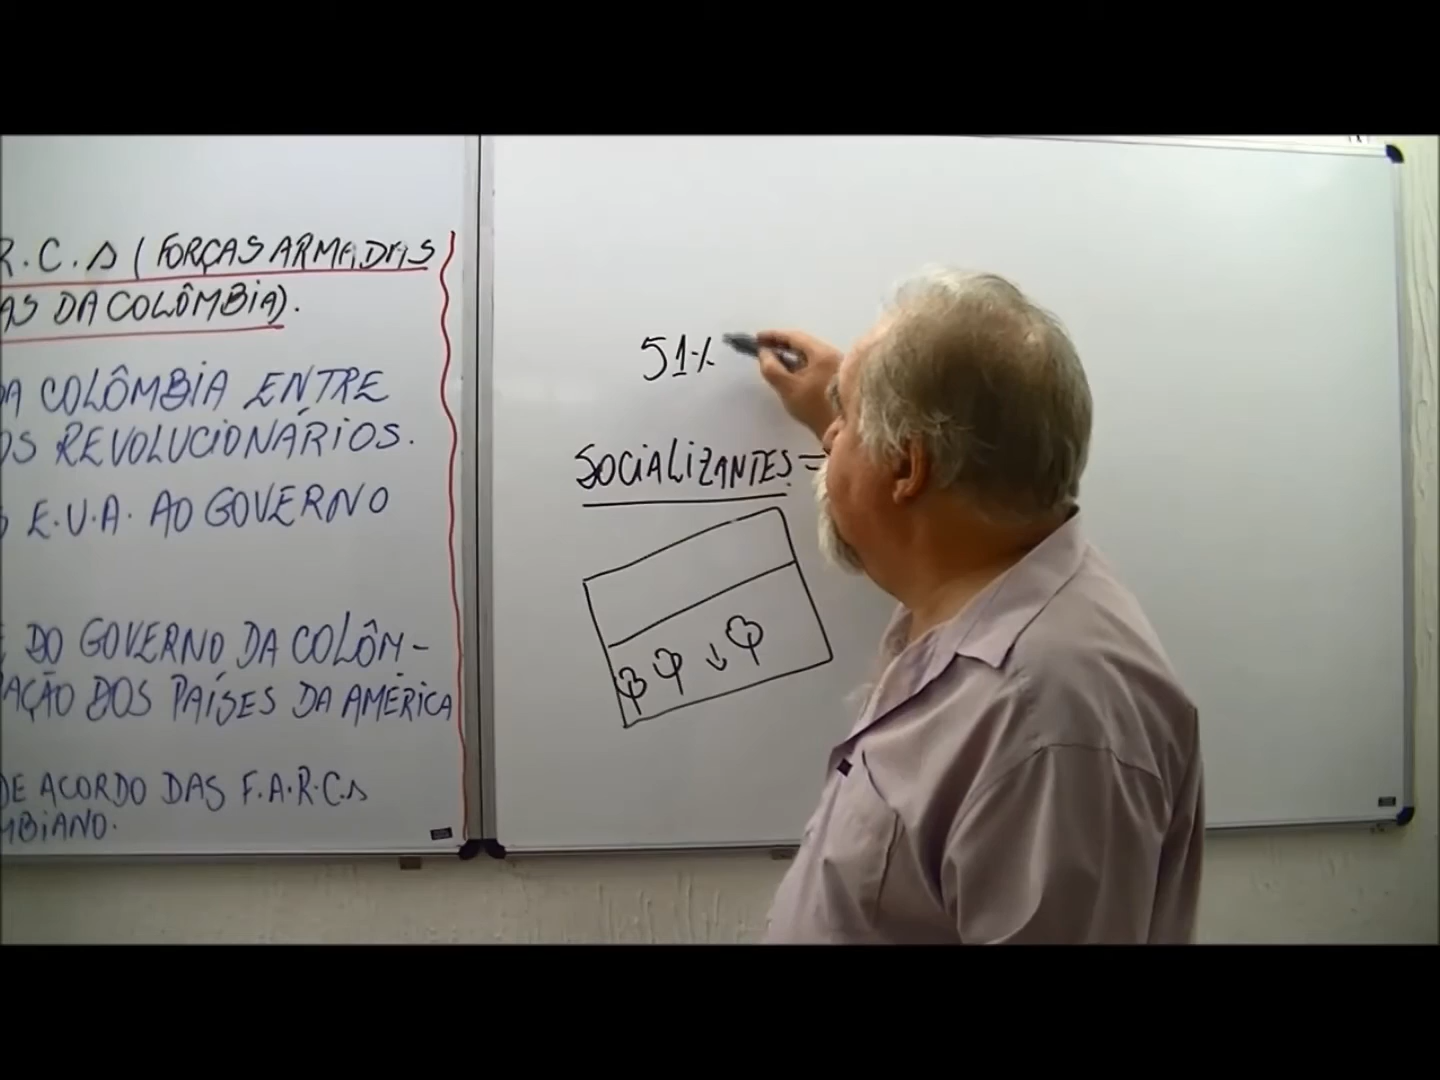 R.C.s (FORÇAS ARMADAS
AS DA COLÔMBIA).
DA COLÔMBIA ENTRE
OS REVOLUCIONÁRIOS.
E.U.A. AO GOVERNO
E DO GOVERNO DA COLÔM-
AÇÃO DOS PAÍSES DA AMÉRICA
DE ACORDO DAS F.A.R.C.s
MBIANO.
51%
SOCIALIZANTES=